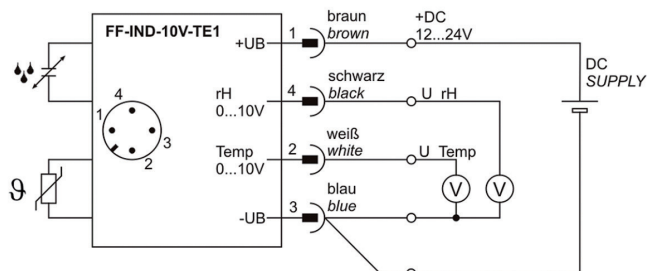 FF-IND-10V-TE1
+UB
1
braun
brown
+DC
12...24V
DC
SUPPLY
rH
0...10V
4
schwarz
black
U rH
4
1
3
2
Temp
0...10V
2
weiß
white
U Temp
V
V
ϑ
-UB
3
blau
blue